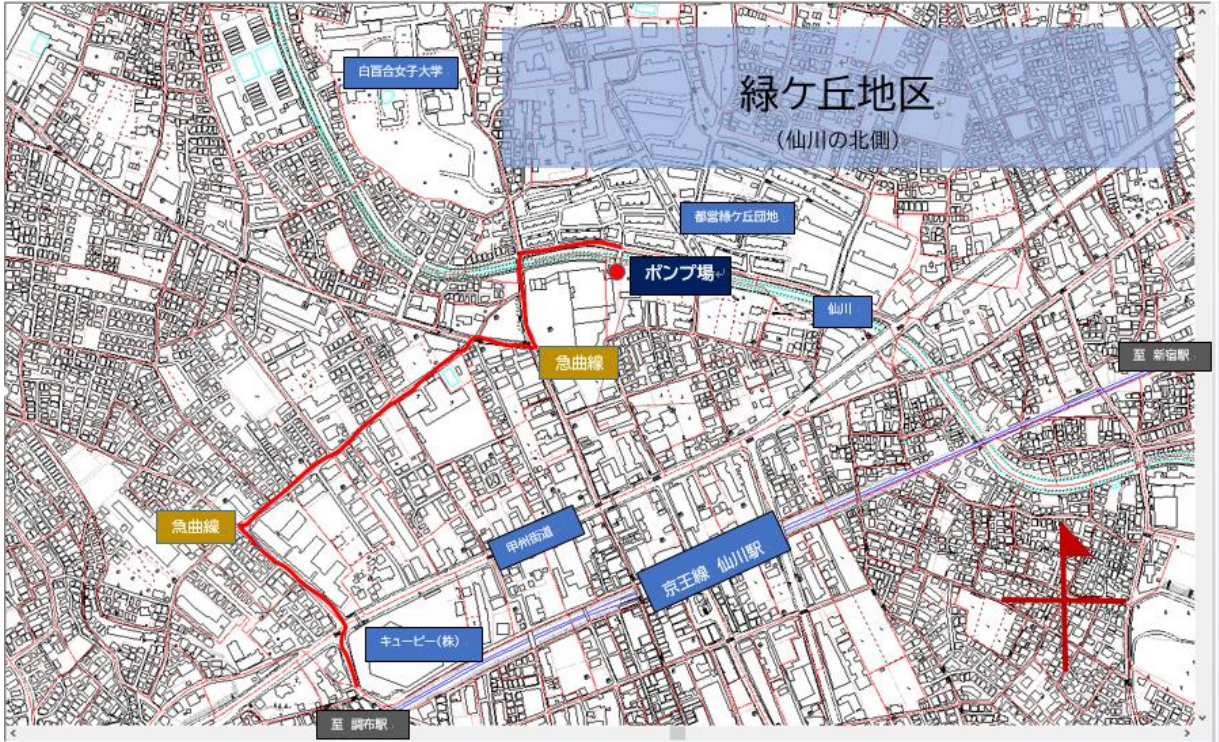 緑ケ丘地区
(仙川の北側)
白百合女子大学
都営緑ケ丘団地
ポンプ場
仙川
至 新宿駅
急曲線
急曲線
甲州街道
京王線 仙川駅
キューピー(株)
至 調布駅